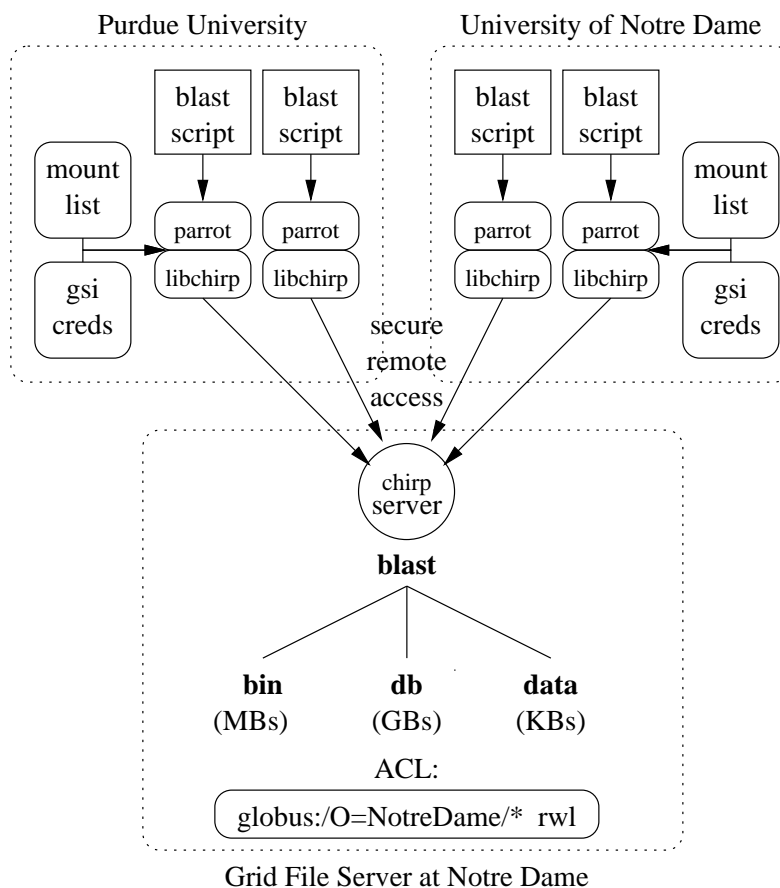 Purdue University
University of Notre Dame
blast
script
blast
script
blast
script
blast
script
mount
list
mount
list
parrot
parrot
parrot
parrot
libchirp
libchirp
libchirp
libchirp
gsi
creds
gsi
creds
secure
remote
access
chirp
server
blast
bin
(MBs)
db
(GBs)
data
(KBs)
ACL:
globus:/O=NotreDame/* rwl
Grid File Server at Notre Dame